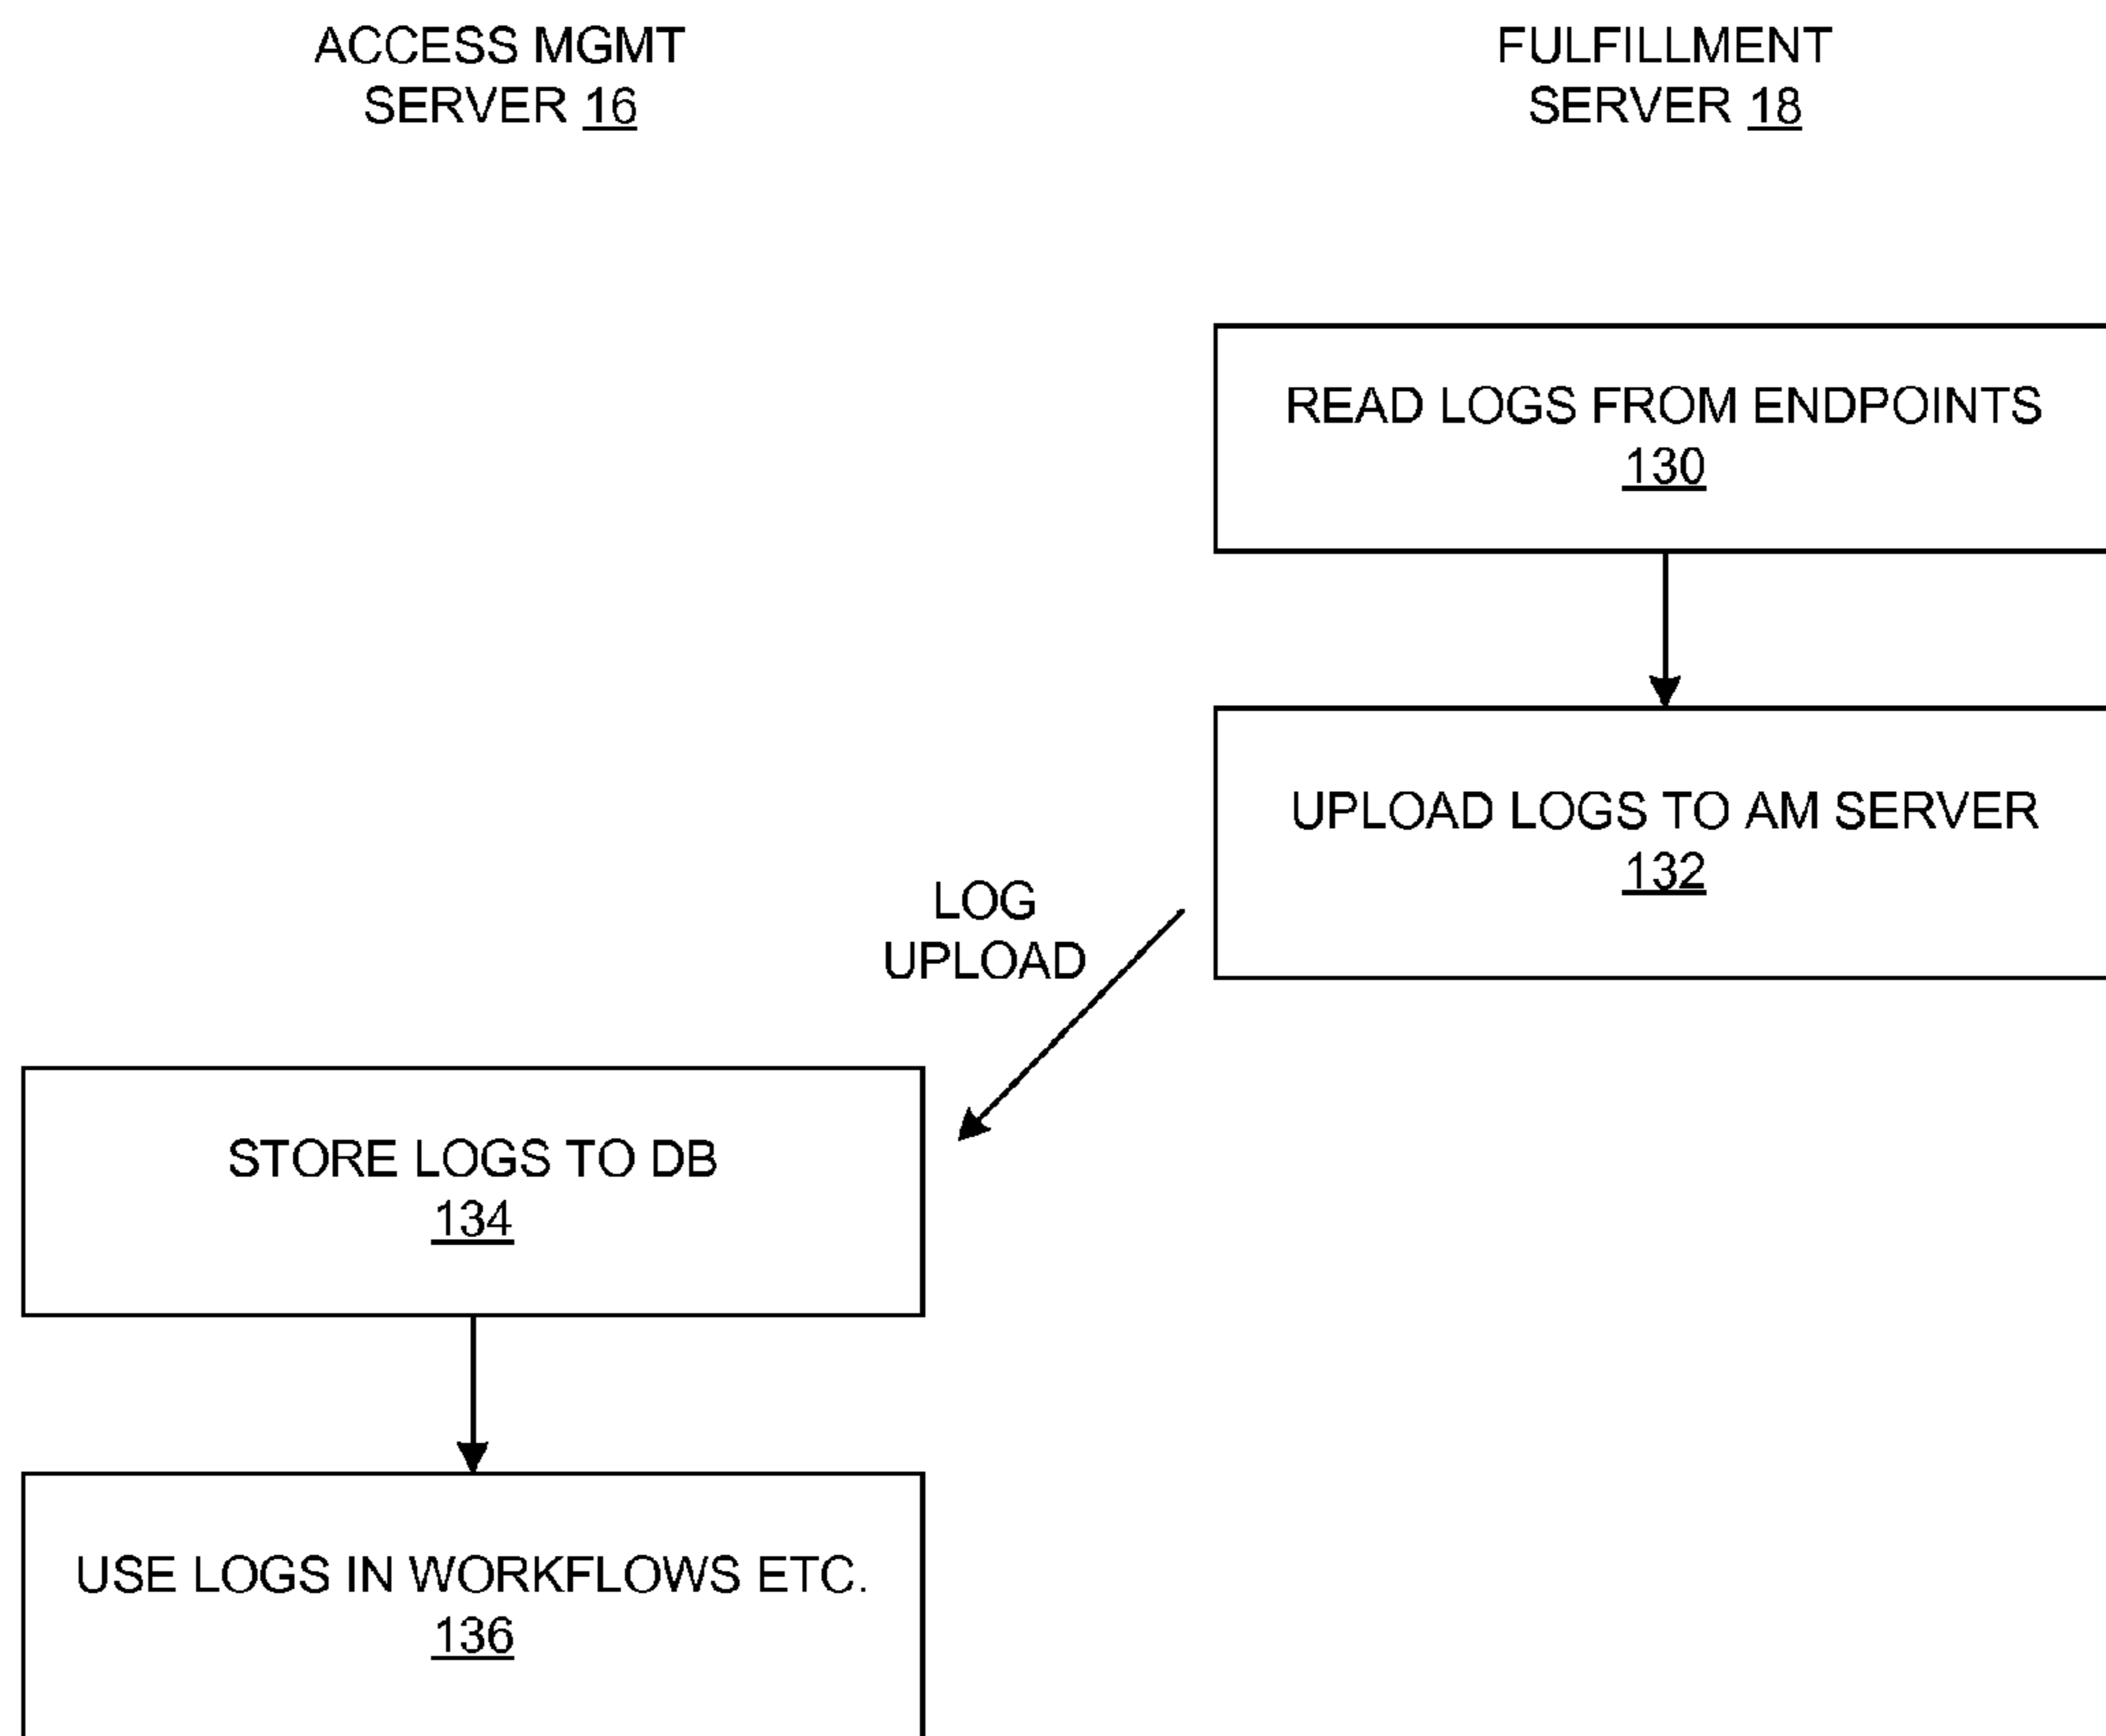 ACCESS MGMT
SERVER 16
FULFILLMENT
SERVER 18
READ LOGS FROM ENDPOINTS
130
UPLOAD LOGS TO AM SERVER
132
LOG
UPLOAD
STORE LOGS TO DB
134
USE LOGS IN WORKFLOWS ETC.
136